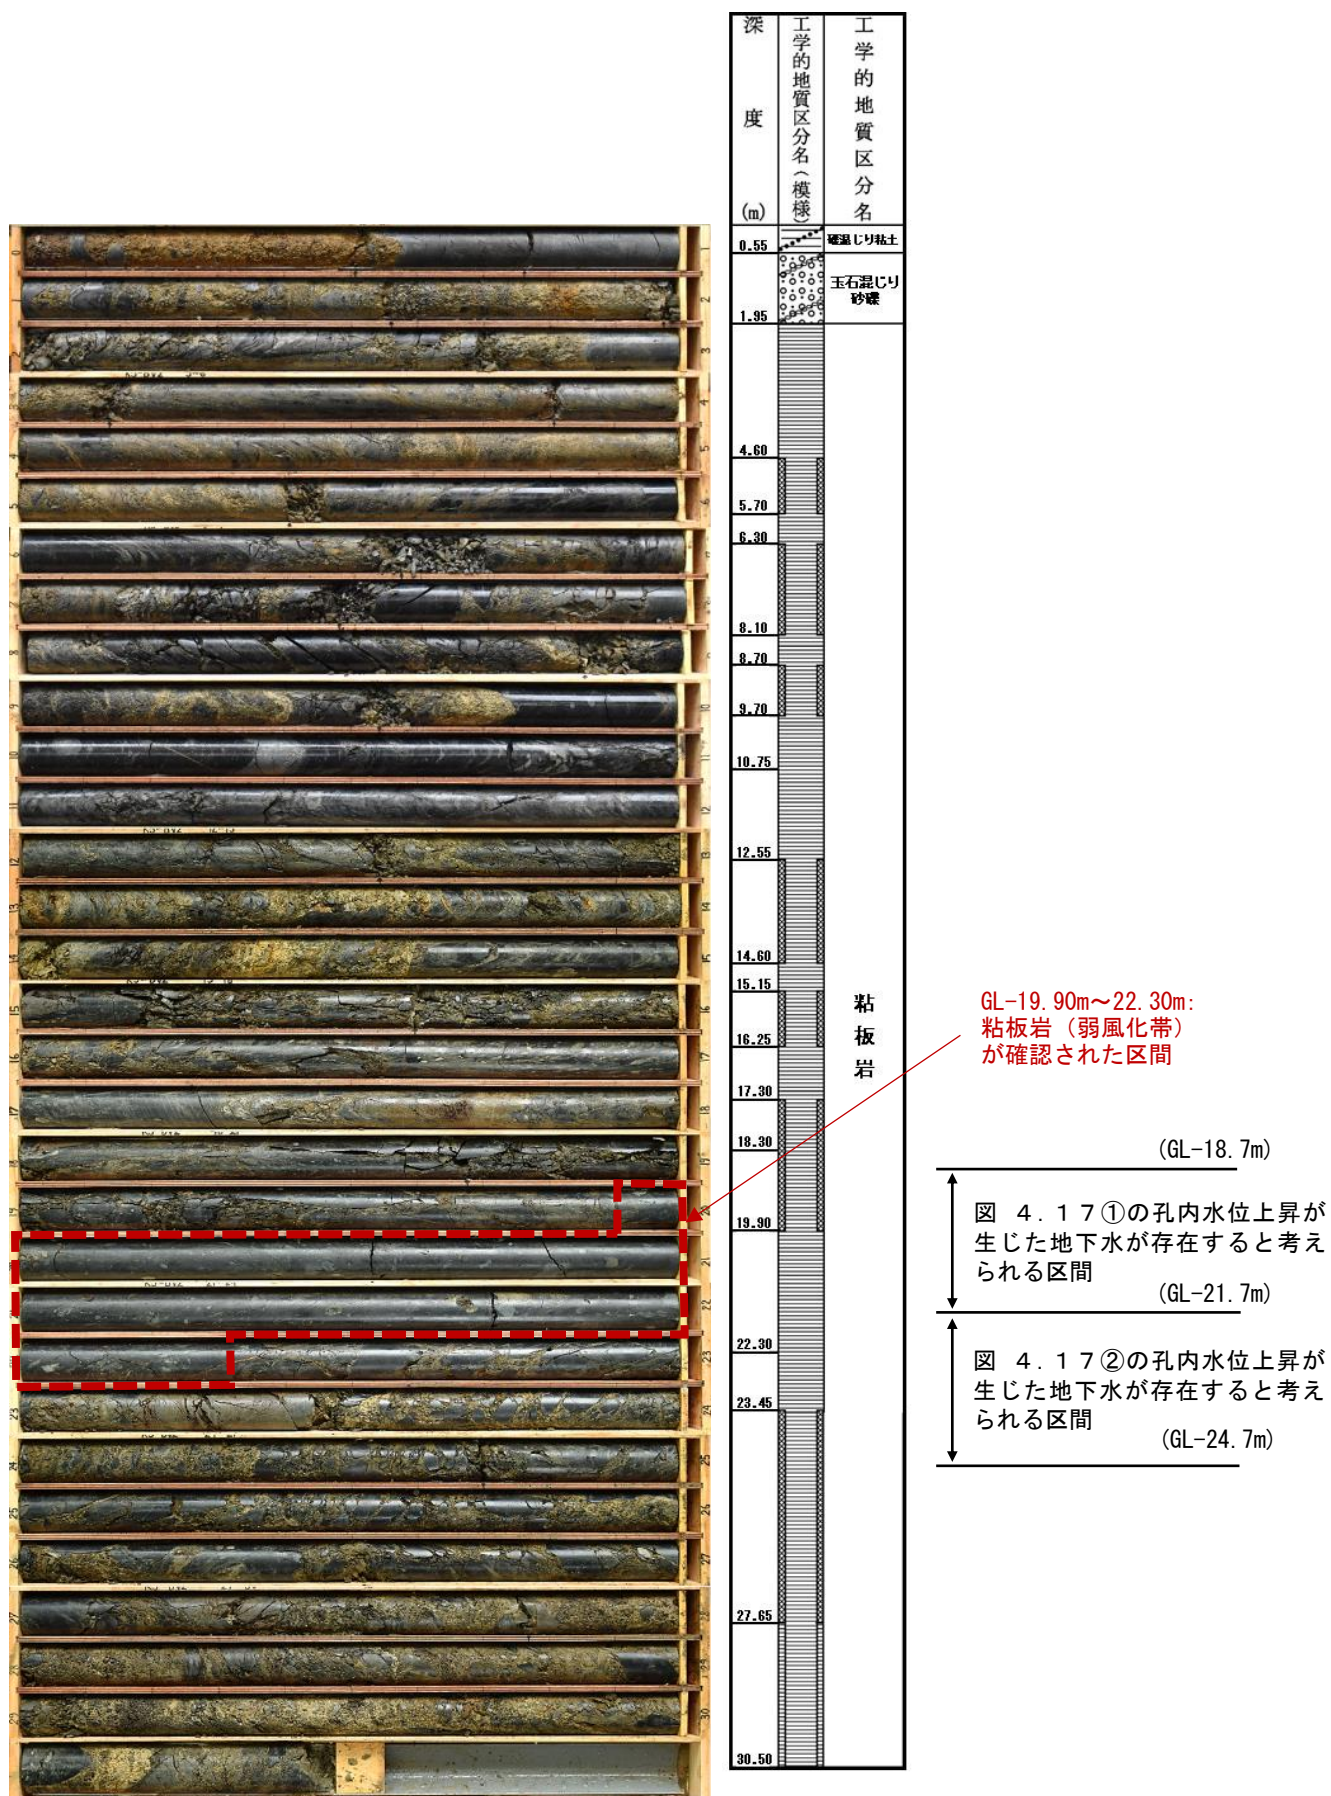 深度(m)
工学的地質区分名(模様)
工学的地質区分名
0.55
礫混じり粘土
玉石混じり
砂礫
1.95
4.60
5.70
6.30
8.10
8.70
9.70
10.75
12.55
14.60
15.15
16.25
17.30
18.30
19.90
22.30
23.45
27.65
30.50
粘板岩
GL-19.90m～22.30m:
粘板岩（弱風化帯）
が確認された区間
(GL-18.7m)
図 4.17①の孔内水位上昇が
生じた地下水が存在すると考え
られる区間
(GL-21.7m)
図 4.17②の孔内水位上昇が
生じた地下水が存在すると考え
られる区間
(GL-24.7m)